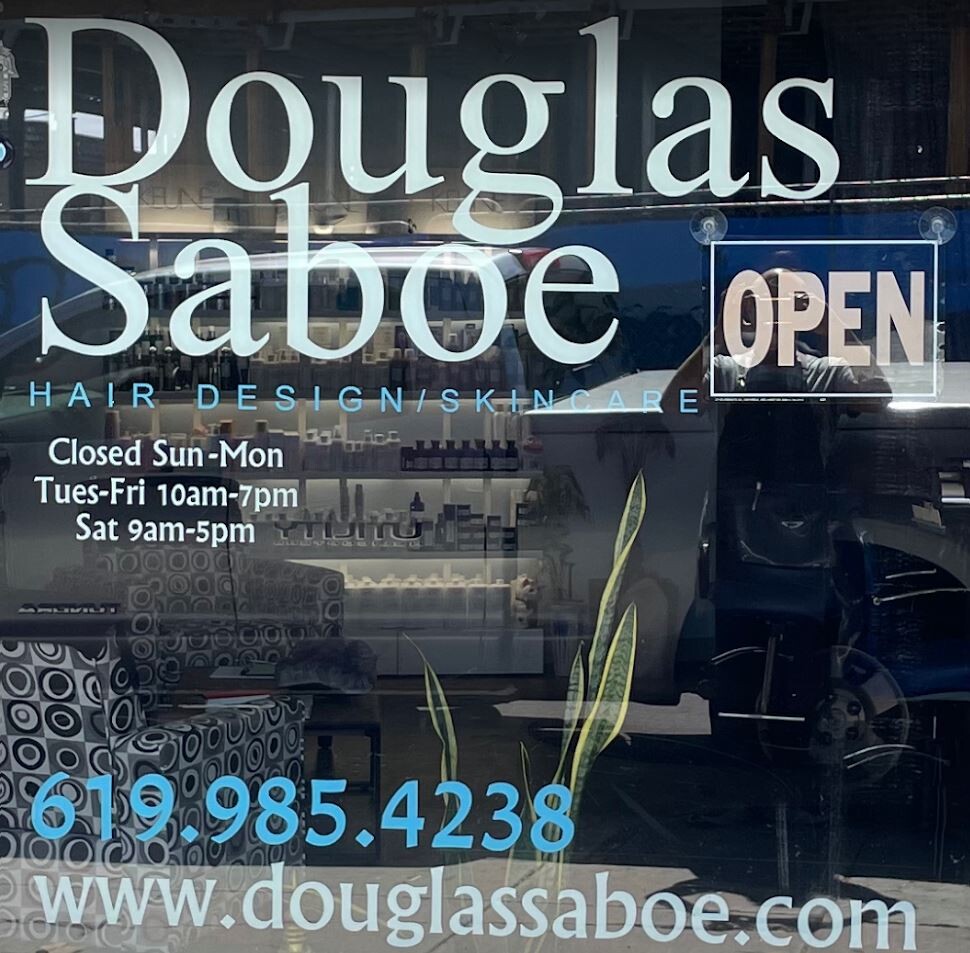 Douglas
Saboe
OPEN
HAIR DESIGN/SKINCARE
Closed Sun-Mon
Tues-Fri 10am-7pm
Sat 9am-5pm
619.985.4238
www.douglassaboe.com